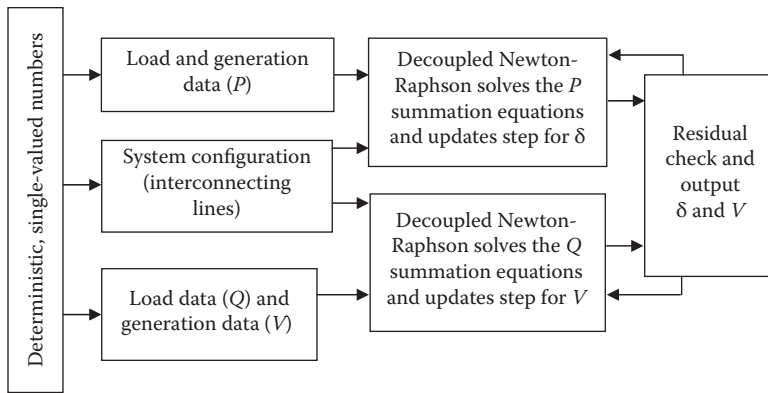 Deterministic, single-valued numbers
Load and generation
data (P)
System configuration
(interconnecting
lines)
Load data (Q) and
generation data (V)
Decoupled Newton-
Raphson solves the P
summation equations
and updates step for δ
Decoupled Newton-
Raphson solves the Q
summation equations
and updates step for V
Residual
check and
output
δ and V